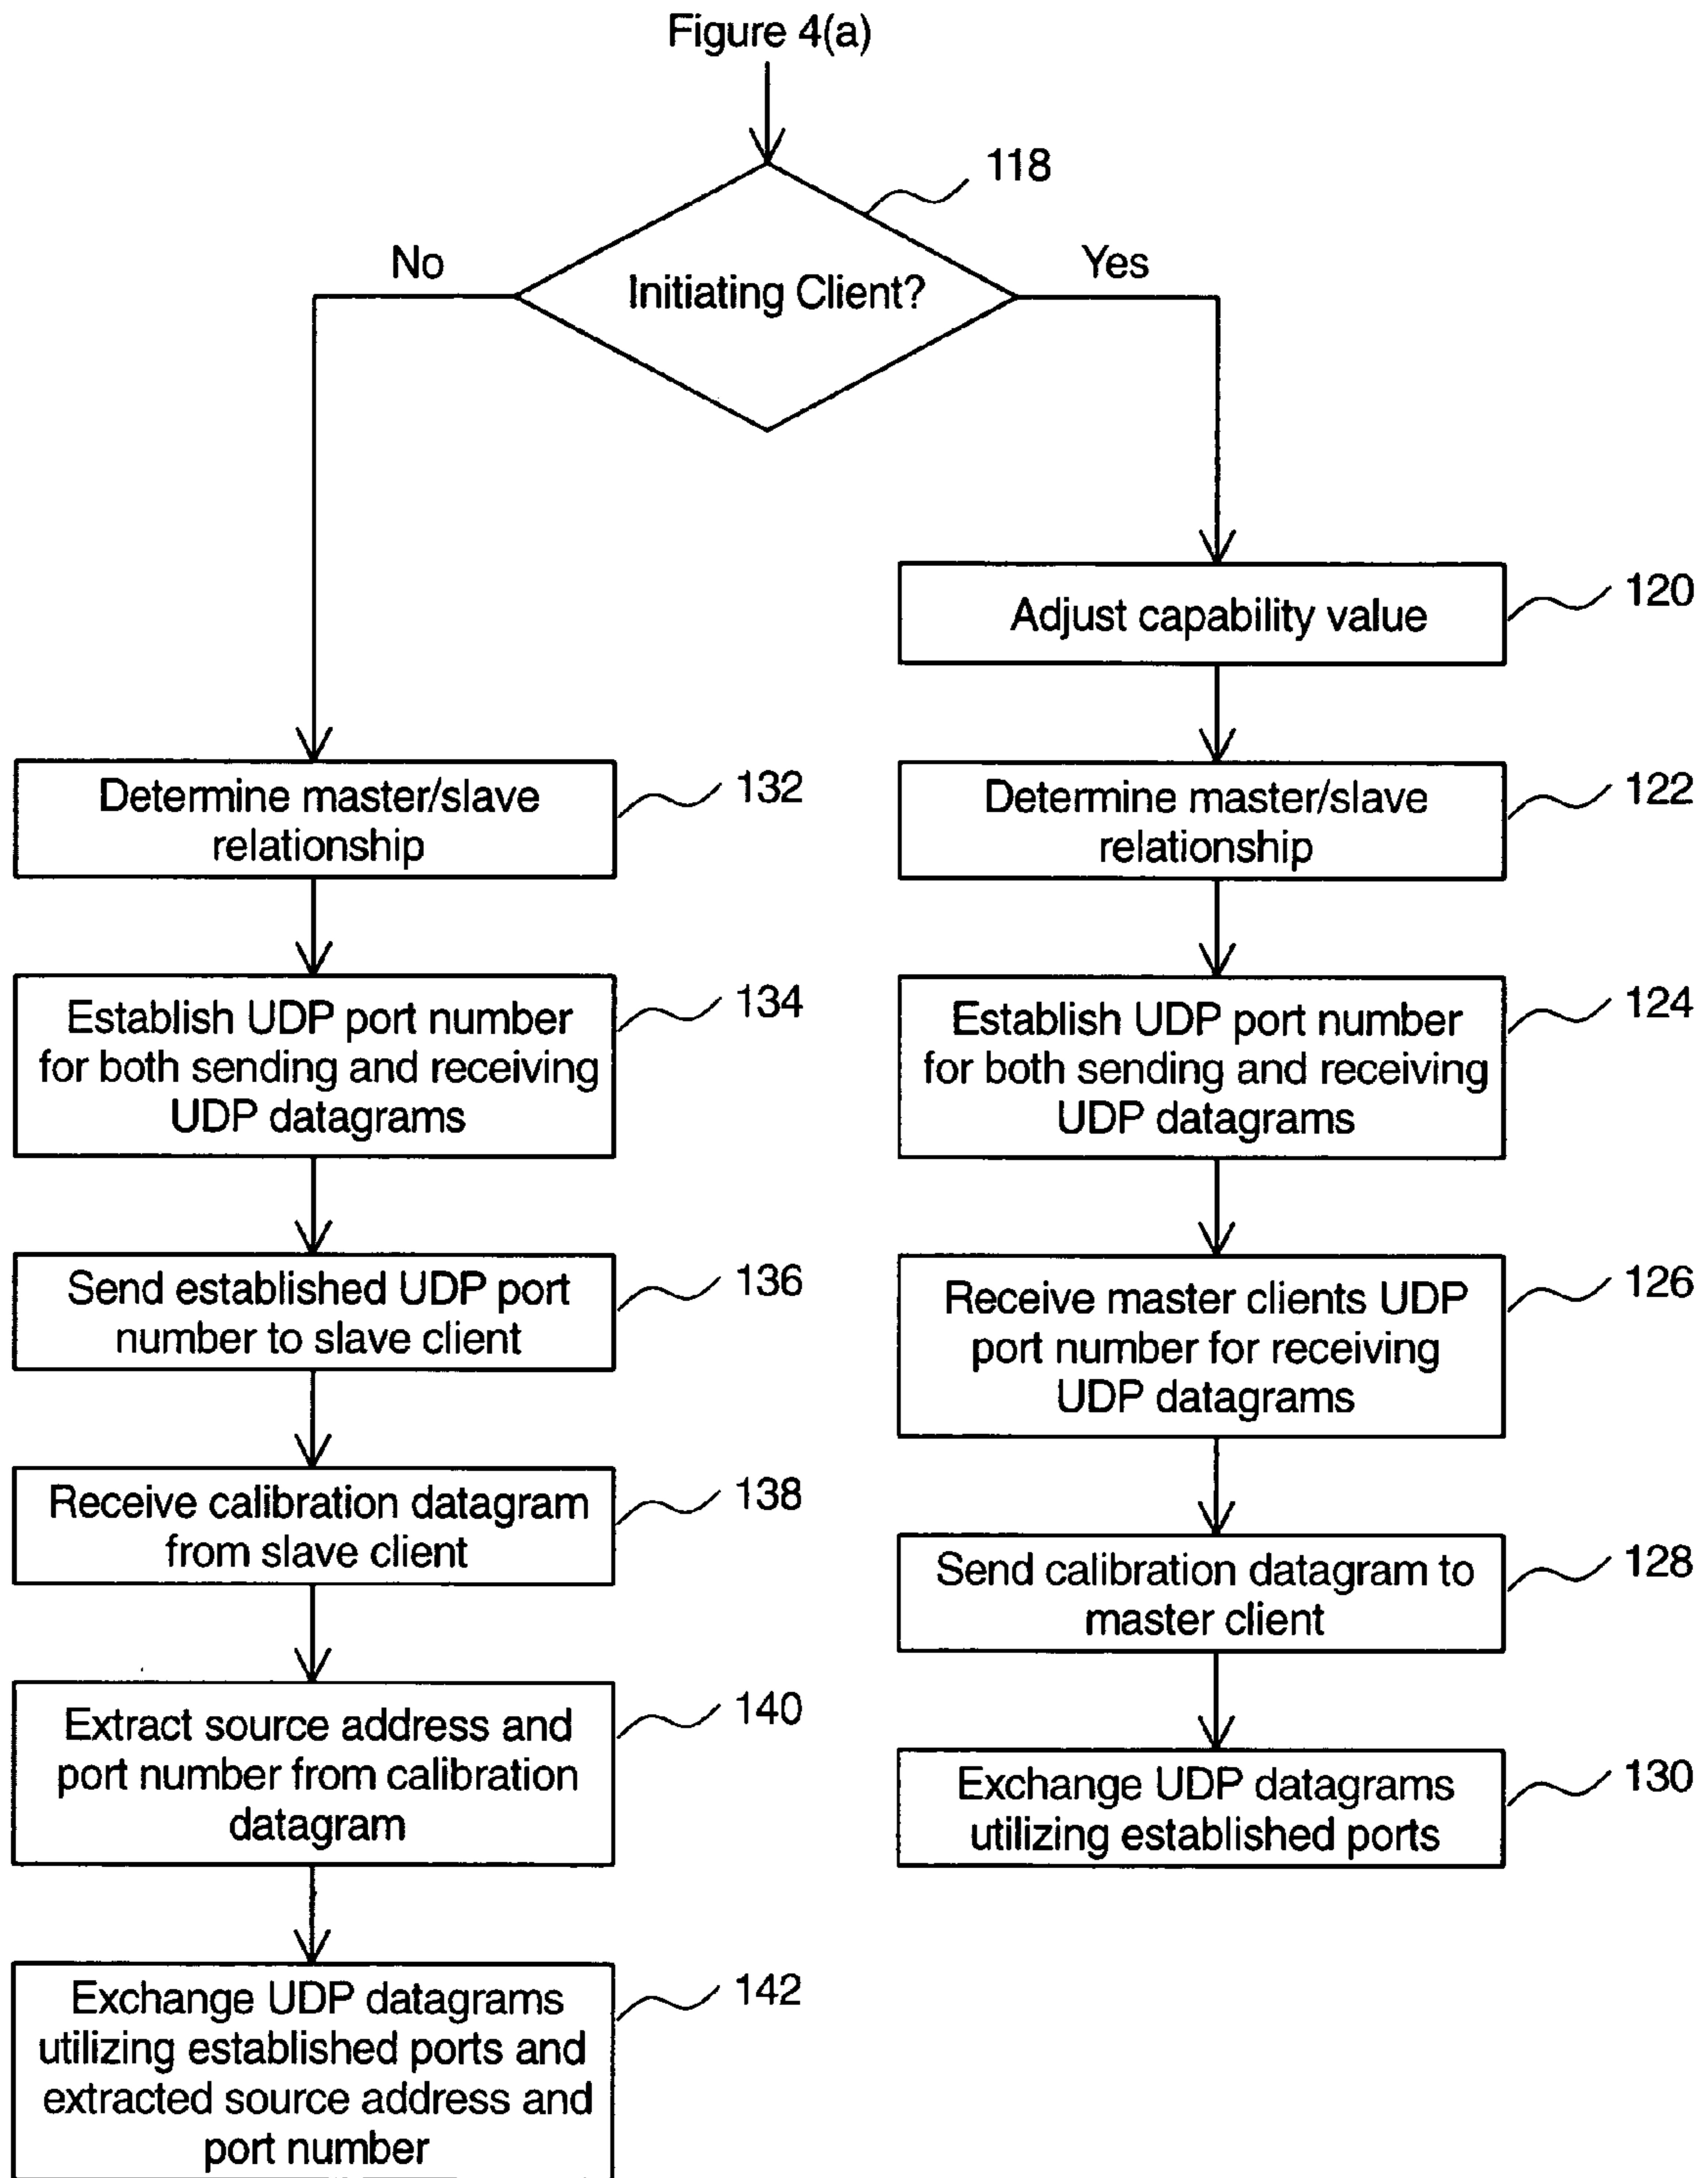 Figure 4(a)
118
No
Yes
Initiating Client?
Adjust capability value
120
Determine master/slave
relationship
132
Determine master/slave
relationship
122
Establish UDP port number
for both sending and receiving
UDP datagrams
134
Establish UDP port number
for both sending and receiving
UDP datagrams
124
Send established UDP port
number to slave client
136
Receive master clients UDP
port number for receiving
UDP datagrams
126
Receive calibration datagram
from slave client
138
Send calibration datagram to
master client
128
Extract source address and
port number from calibration
datagram
140
Exchange UDP datagrams
utilizing established ports
130
Exchange UDP datagrams
utilizing established ports and
extracted source address and
port number
142